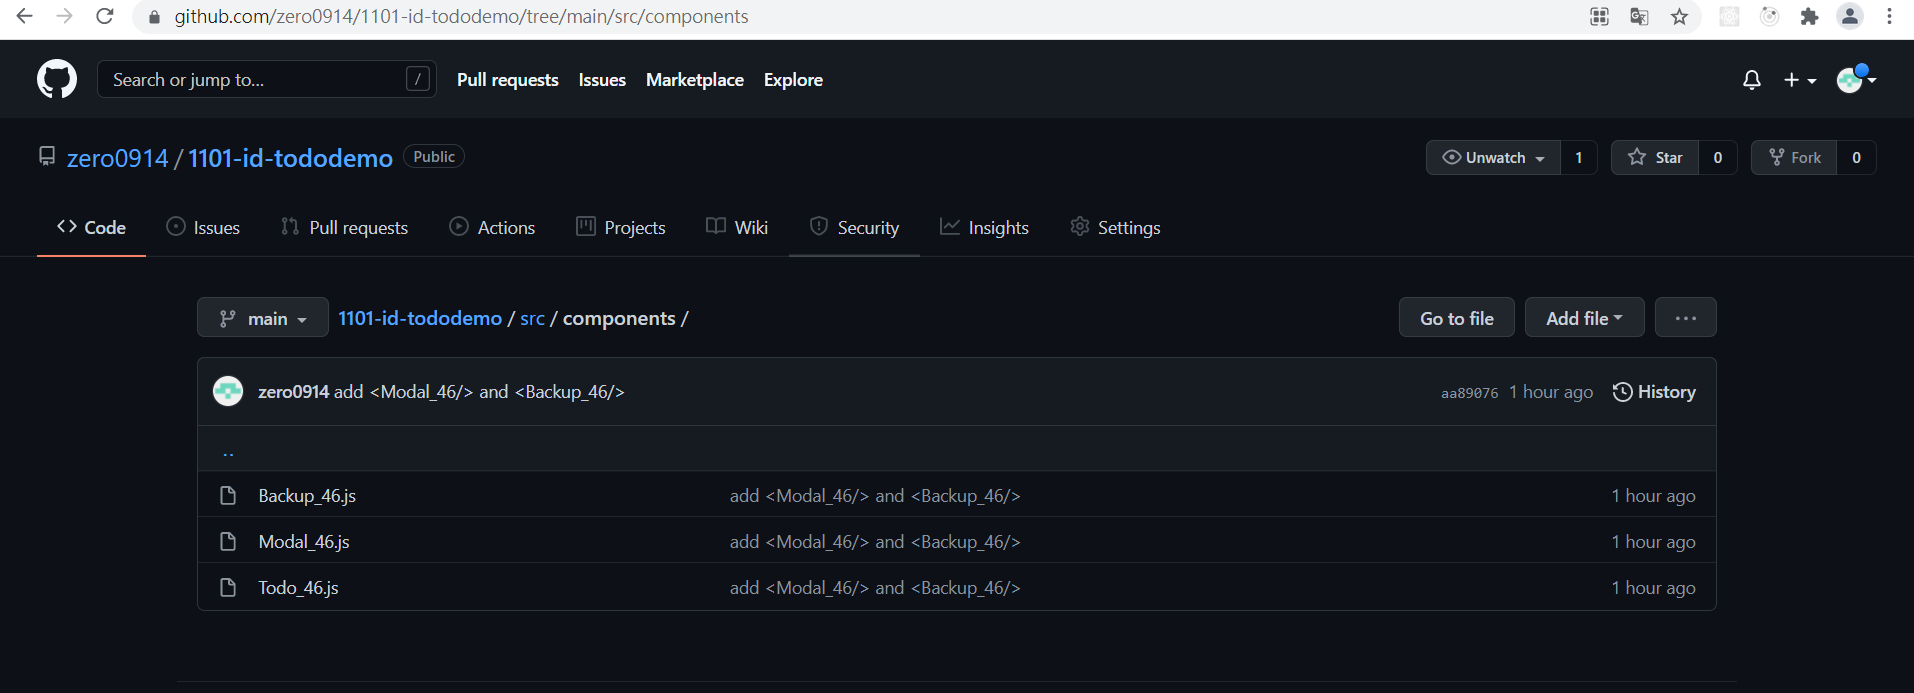 github.com/zero0914/1101-id-tododemo/tree/main/src/components
Search or jump to... / Pull requests Issues Marketplace Explore
zero0914 / 1101-id-tododemo Public Unwatch 1 Star 0 Fork 0
Code Issues Pull requests Actions Projects Wiki Security Insights Settings
main 1101-id-tododemo / src / components / Go to file Add file ...
zero0914 add <Modal_46/> and <Backup_46/> aa89076 1 hour ago History
..
Backup_46.js add <Modal_46/> and <Backup_46/> 1 hour ago
Modal_46.js add <Modal_46/> and <Backup_46/> 1 hour ago
Todo_46.js add <Modal_46/> and <Backup_46/> 1 hour ago